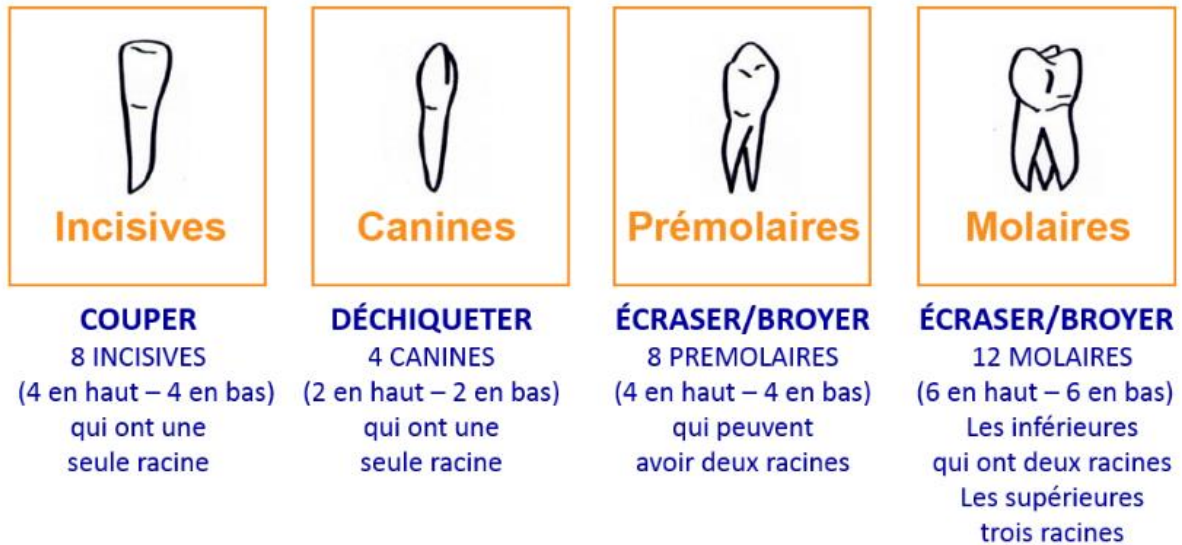 Incisives
COUPER
8 INCISIVES
(4 en haut – 4 en bas)
qui ont une
seule racine
Canines
DÉCHIQUETER
4 CANINES
(2 en haut – 2 en bas)
qui ont une
seule racine
Prémolaires
ÉCRASER/BROYER
8 PREMOLAIRES
(4 en haut – 4 en bas)
qui peuvent
avoir deux racines
Molaires
ÉCRASER/BROYER
12 MOLAIRES
(6 en haut – 6 en bas)
Les inférieures
qui ont deux racines
Les supérieures
trois racines